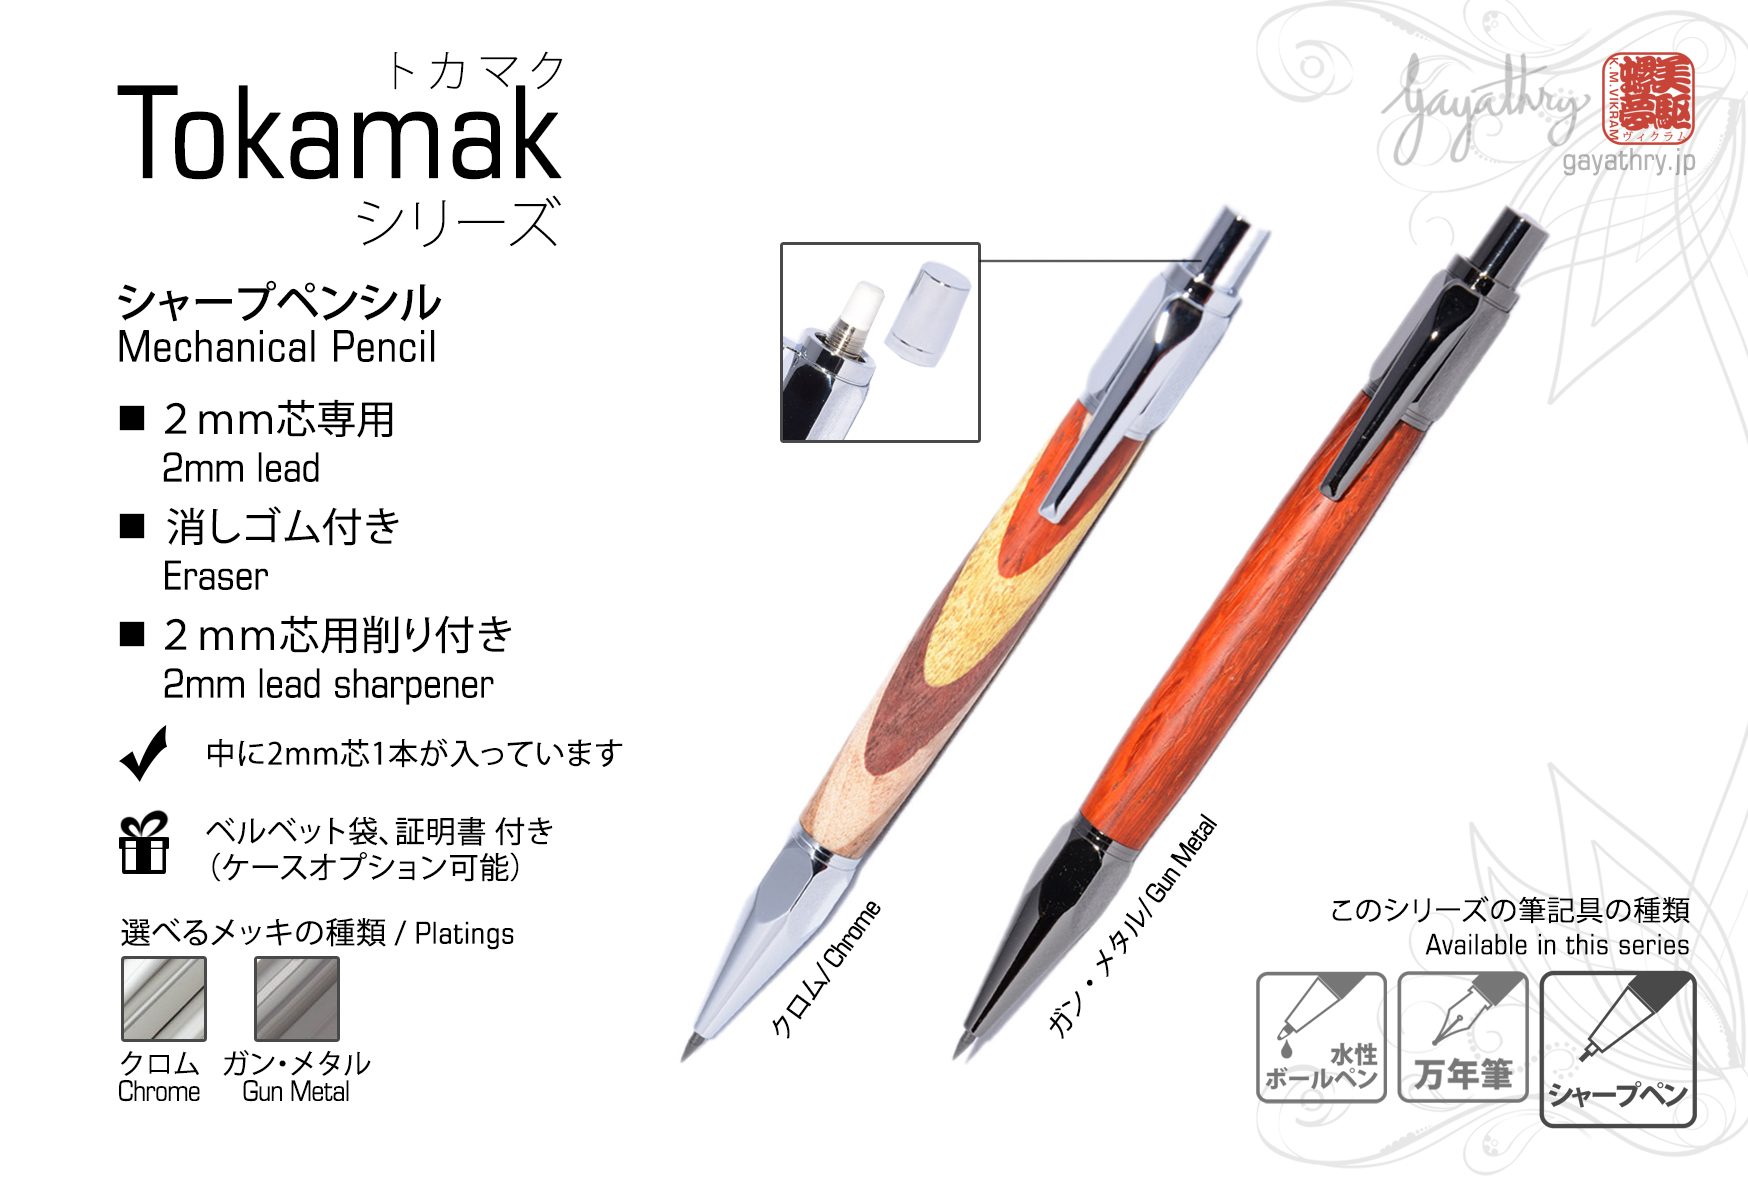 トカマク
Tokamak
シリーズ
シャープペンシル
Mechanical Pencil
■ ２ｍｍ芯専用
2mm lead
■ 消しゴム付き
Eraser
■ ２ｍｍ芯用削り付き
2mm lead sharpener
中に2mm芯1本が入っています
ベルベット袋、証明書 付き
（ケースオプション可能）
選べるメッキの種類 / Platings
クロム
Chrome
ガン・メタル
Gun Metal
gayathry
K.M.VIKRAM
ヴィクラム
gayathry.jp
クロム/ Chrome
ガン・メタル/ Gun Metal
このシリーズの筆記具の種類
Available in this series
水性
ボールペン
万年筆
シャープペン